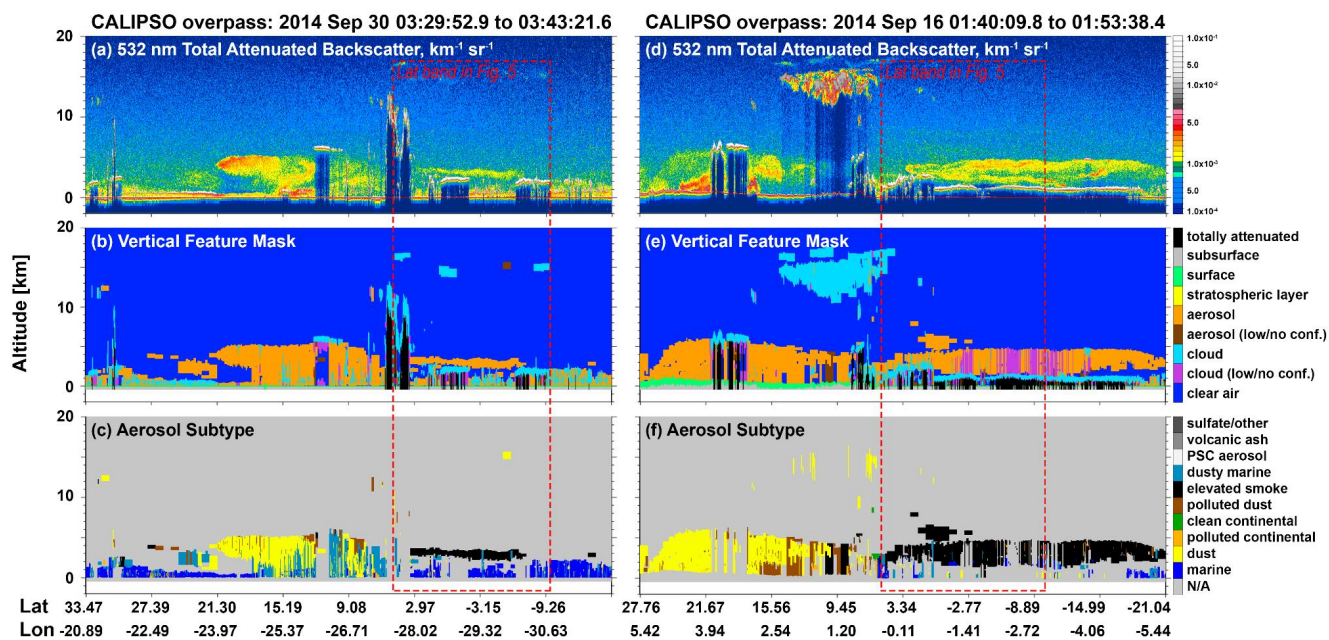 CALIPSO overpass: 2014 Sep 30 03:29:52.9 to 03:43:21.6
CALIPSO overpass: 2014 Sep 16 01:40:09.8 to 01:53:38.4
(a) 532 nm Total Attenuated Backscatter, km⁻¹ sr⁻¹
Lat band in Fig. 5
20
10
0
(d) 532 nm Total Attenuated Backscatter, km⁻¹ sr⁻¹
Lat band in Fig. 5
1.0x10⁻¹
5.0
1.0x10⁻²
5.0
1.0x10⁻³
5.0
1.0x10⁻⁴
Altitude [km]
(b) Vertical Feature Mask
20
10
0
(e) Vertical Feature Mask
totally attenuated
subsurface
surface
stratospheric layer
aerosol
aerosol (low/no conf.)
cloud
cloud (low/no conf.)
clear air
(c) Aerosol Subtype
20
10
0
(f) Aerosol Subtype
sulfate/other
volcanic ash
PSC aerosol
dusty marine
elevated smoke
polluted dust
clean continental
polluted continental
dust
marine
N/A
Lat 33.47 27.39 21.30 15.19 9.08 2.97 -3.15 -9.26 27.76 21.67 15.56 9.45 3.34 -2.77 -8.89 -14.99 -21.04
Lon -20.89 -22.49 -23.97 -25.37 -26.71 -28.02 -29.32 -30.63 5.42 3.94 2.54 1.20 -0.11 -1.41 -2.72 -4.06 -5.44